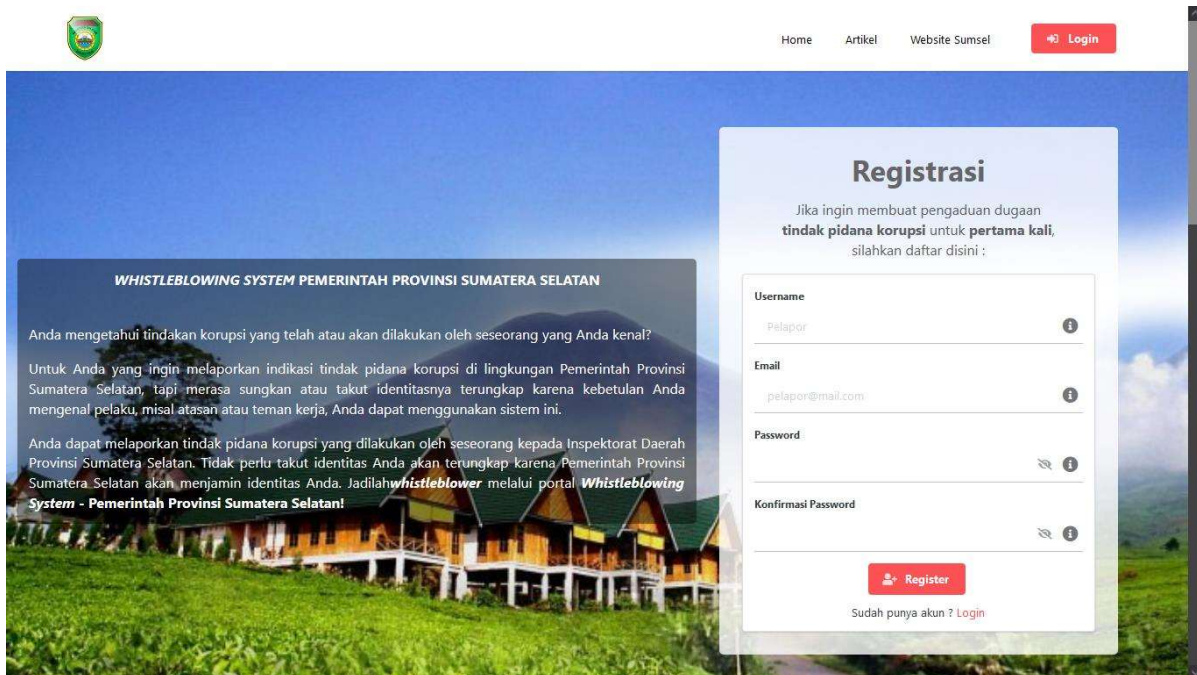 Home Artikel Website Sumsel Login
WHISTLEBLOWING SYSTEM PEMERINTAH PROVINSI SUMATERA SELATAN
Anda mengetahui tindakan korupsi yang telah atau akan dilakukan oleh seseorang yang Anda kenal?
Untuk Anda yang ingin melaporkan indikasi tindak pidana korupsi di lingkungan Pemerintah Provinsi
Sumatera Selatan, tapi merasa sungkan atau takut identitasnya terungkap karena kebetulan Anda
mengenal pelaku, misal atasan atau teman kerja, Anda dapat menggunakan sistem ini.
Anda dapat melaporkan tindak pidana korupsi yang dilakukan oleh seseorang kepada Inspektorat Daerah
Provinsi Sumatera Selatan. Tidak perlu takut identitas Anda akan terungkap karena Pemerintah Provinsi
Sumatera Selatan akan menjamin identitas Anda. Jadilahwhistleblower melalui portal Whistleblowing
System - Pemerintah Provinsi Sumatera Selatan!
Registrasi
Jika ingin membuat pengaduan dugaan
tindak pidana korupsi untuk pertama kali,
silahkan daftar disini :
Username
Pelapor
Email
pelapor@mail.com
Password
Konfirmasi Password
Register
Sudah punya akun ? Login